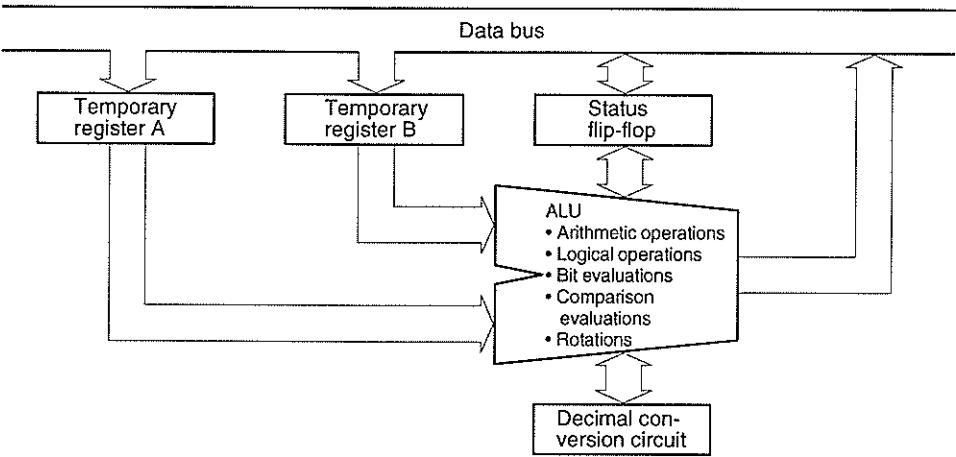 Data bus
Temporary
register A
Temporary
register B
Status
flip-flop
ALU
• Arithmetic operations
• Logical operations
• Bit evaluations
• Comparison
evaluations
• Rotations
Decimal con-
version circuit